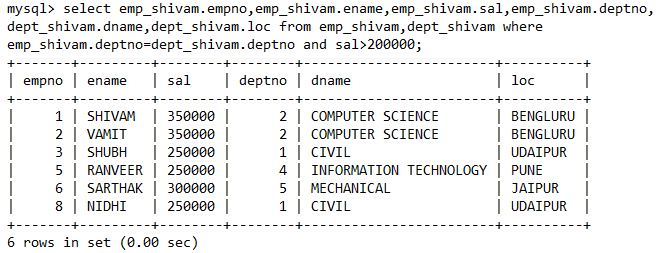 mysql> select emp_shivam.empno,emp_shivam.ename,emp_shivam.sal,emp_shivam.deptno,
dept_shivam.dname,dept_shivam.loc from emp_shivam,dept_shivam where
emp_shivam.deptno=dept_shivam.deptno and sal>200000;
+-------+---------+--------+--------+------------------------+----------+
| empno | ename   | sal    | deptno | dname                  | loc      |
+-------+---------+--------+--------+------------------------+----------+
|     1 | SHIVAM  | 350000 |      2 | COMPUTER SCIENCE       | BENGLURU |
|     2 | VAMIT   | 350000 |      2 | COMPUTER SCIENCE       | BENGLURU |
|     3 | SHUBH   | 250000 |      1 | CIVIL                  | UDAIPUR  |
|     5 | RANVEER | 250000 |      4 | INFORMATION TECHNOLOGY | PUNE     |
|     6 | SARTHAK | 300000 |      5 | MECHANICAL             | JAIPUR   |
|     8 | NIDHI   | 250000 |      1 | CIVIL                  | UDAIPUR  |
+-------+---------+--------+--------+------------------------+----------+
6 rows in set (0.00 sec)